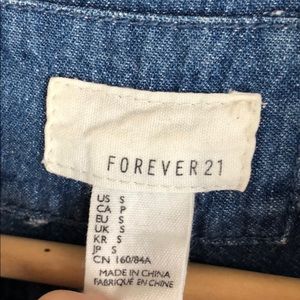 FOREVER 21
US S
CA P
EU S
UK S
KR S
JP S
CN 160/84A
MADE IN CHINA
FABRIQUÉ EN CHINE